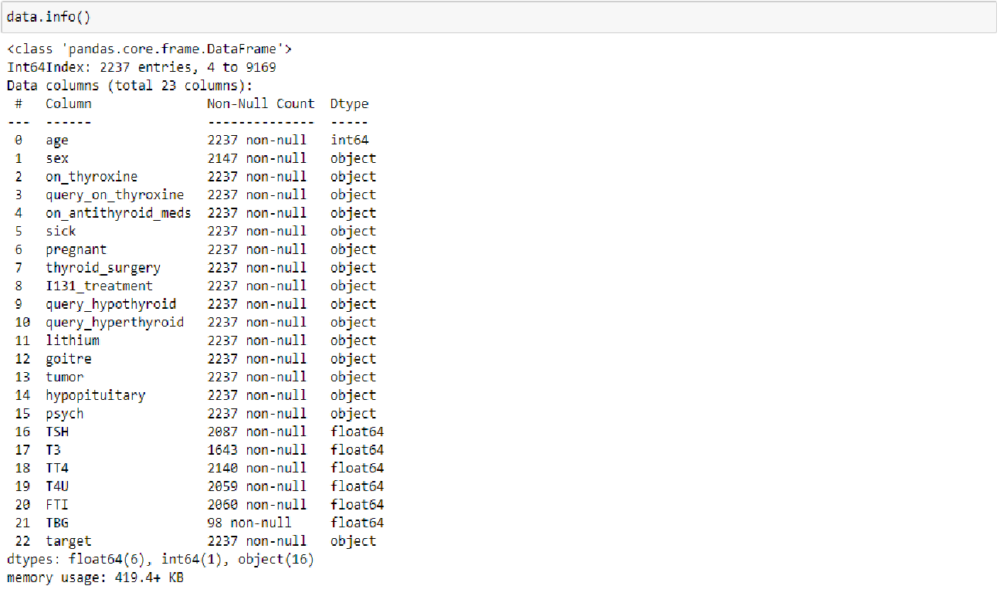 data.info()
<class 'pandas.core.frame.DataFrame'>
Int64Index: 2237 entries, 4 to 9169
Data columns (total 23 columns):
 #   Column               Non-Null Count  Dtype
---  ------               --------------  -----
 0   age                  2237 non-null   int64
 1   sex                  2147 non-null   object
 2   on_thyroxine         2237 non-null   object
 3   query_on_thyroxine   2237 non-null   object
 4   on_antithyroid_meds  2237 non-null   object
 5   sick                 2237 non-null   object
 6   pregnant             2237 non-null   object
 7   thyroid_surgery      2237 non-null   object
 8   I131_treatment       2237 non-null   object
 9   query_hypothyroid    2237 non-null   object
 10  query_hyperthyroid   2237 non-null   object
 11  lithium              2237 non-null   object
 12  goitre               2237 non-null   object
 13  tumor                2237 non-null   object
 14  hypopituitary        2237 non-null   object
 15  psych                2237 non-null   object
 16  TSH                  2087 non-null   float64
 17  T3                   1643 non-null   float64
 18  TT4                  2140 non-null   float64
 19  T4U                  2059 non-null   float64
 20  FTI                  2060 non-null   float64
 21  TBG                  98 non-null     float64
 22  target               2237 non-null   object
dtypes: float64(6), int64(1), object(16)
memory usage: 419.4+ KB